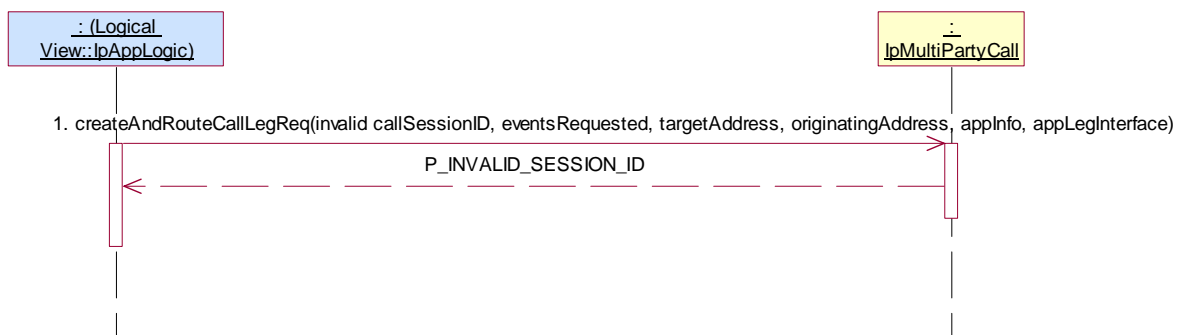 : (Logical
View::IpAppLogic)
:
IpMultiPartyCall
1. createAndRouteCallLegReq(invalid callSessionID, eventsRequested, targetAddress, originatingAddress, appInfo, appLegInterface)
P_INVALID_SESSION_ID